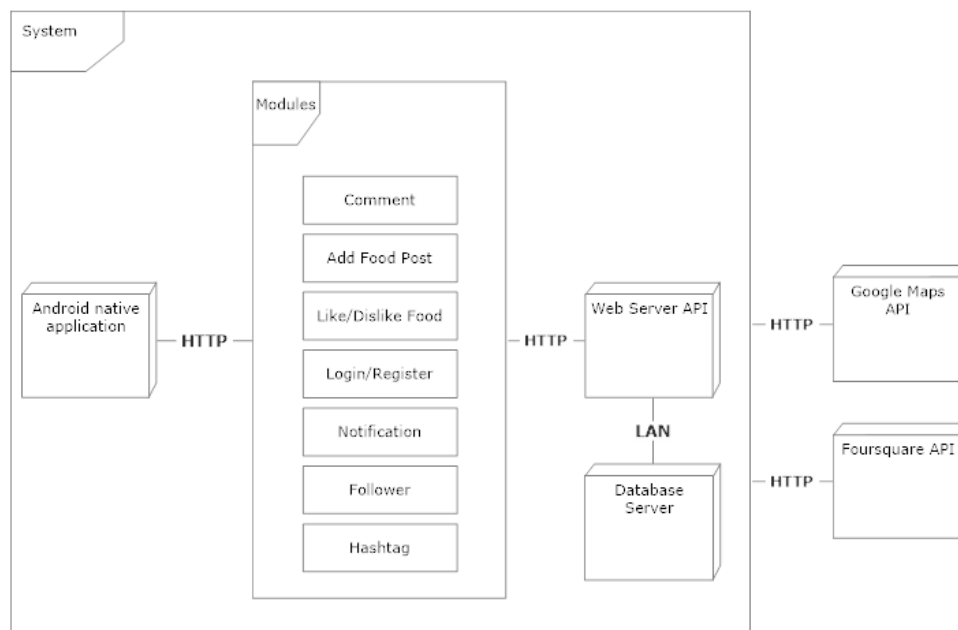 System
Modules
Comment
Add Food Post
Like/Dislike Food
Login/Register
Notification
Follower
Hashtag
Android native
application
HTTP
HTTP
Web Server API
LAN
Database
Server
HTTP
Google Maps
API
HTTP
Foursquare API